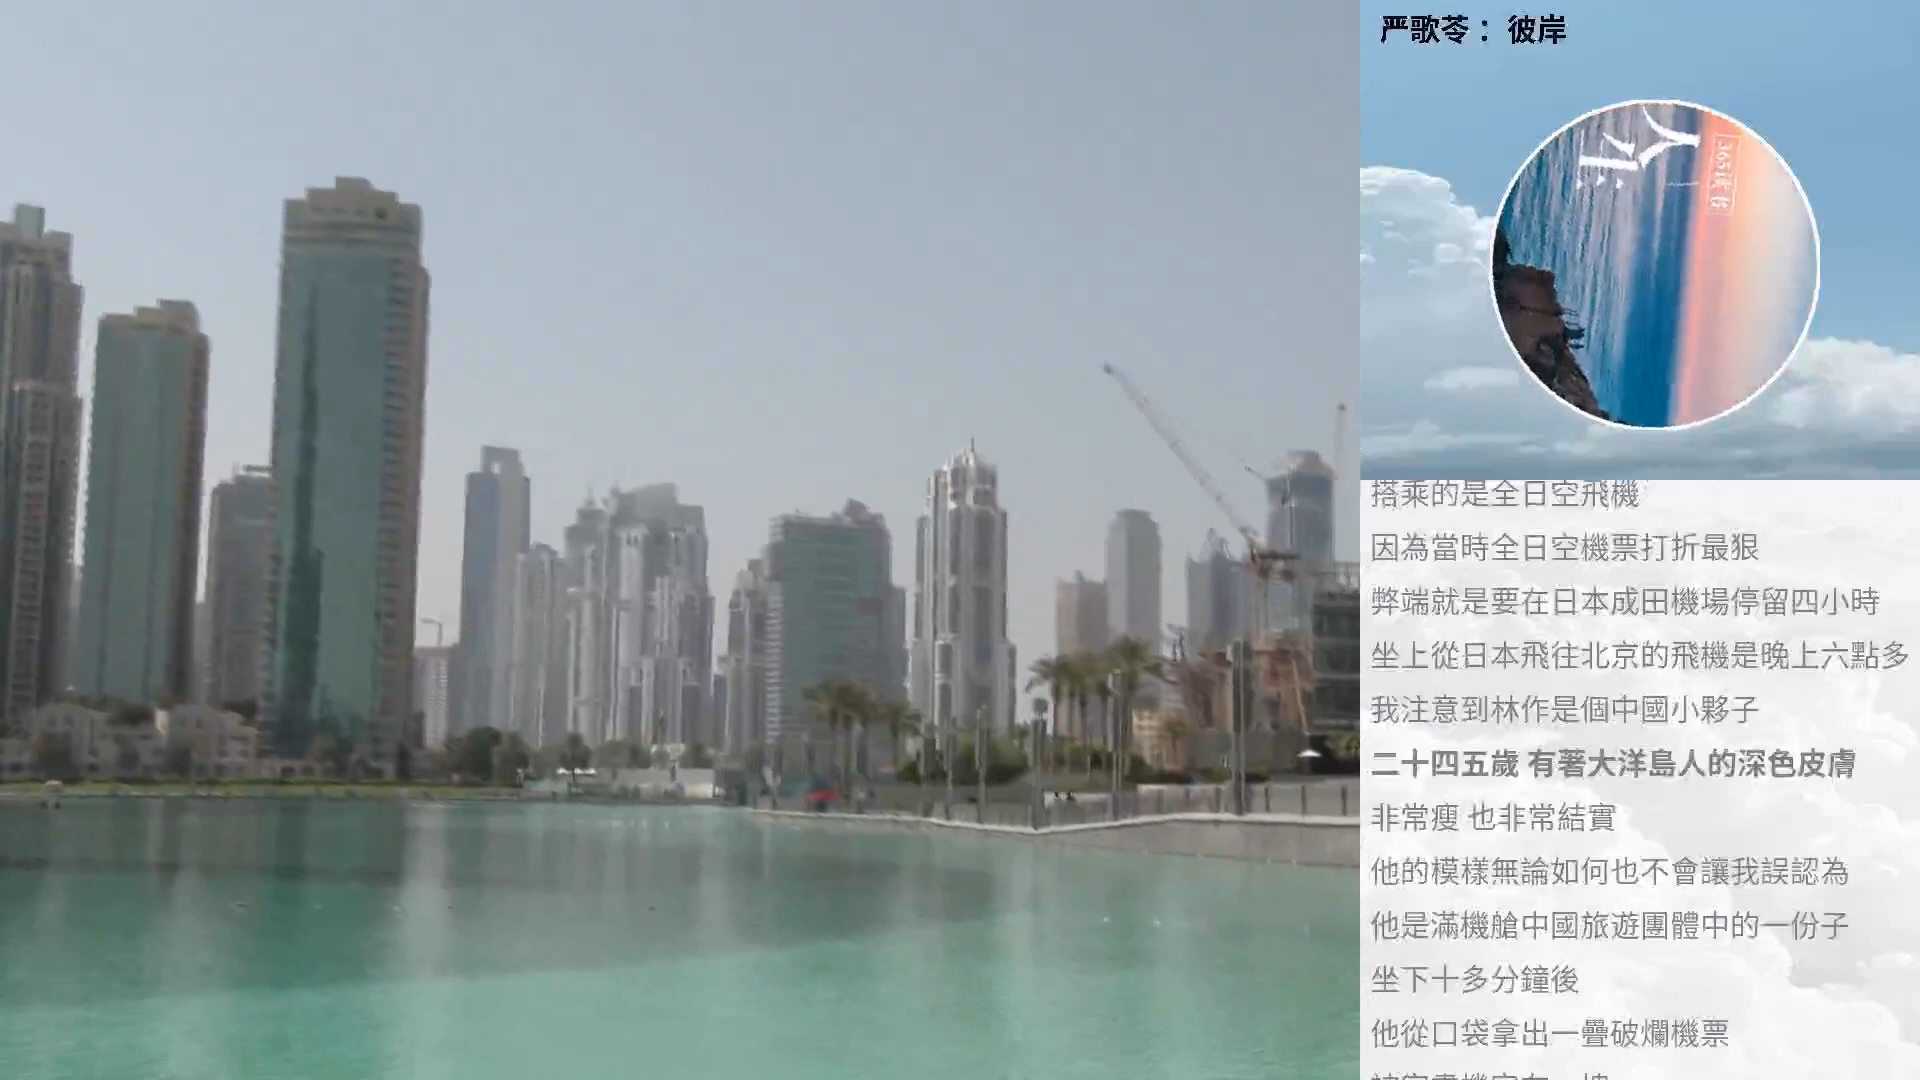 严歌苓：彼岸
人生
365读书
搭乘的是全日空飛機
因為當時全日空機票打折最狠
弊端就是要在日本成田機場停留四小時
坐上從日本飛往北京的飛機是晚上六點多
我注意到林作是個中國小夥子
二十四五歲 有著大洋島人的深色皮膚
非常瘦 也非常結實
他的模樣無論如何也不會讓我誤認為
他是滿機艙中國旅遊團體中的一份子
坐下十多分鐘後
他從口袋拿出一疊破爛機票